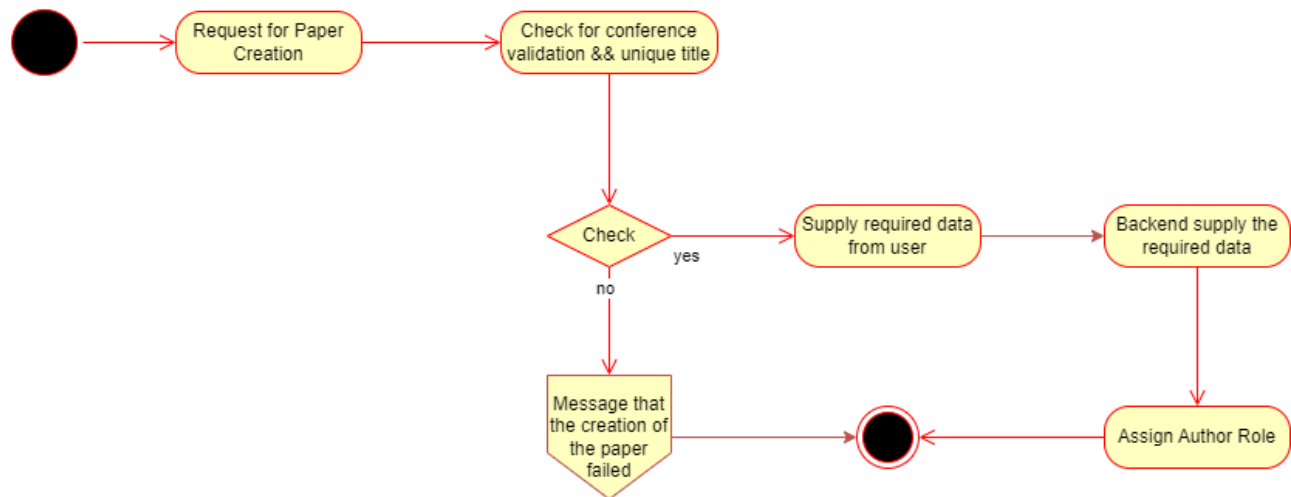 Request for Paper
Creation
Check for conference
validation && unique title
Check
yes
no
Supply required data
from user
Backend supply the
required data
Message that
the creation of
the paper
failed
Assign Author Role